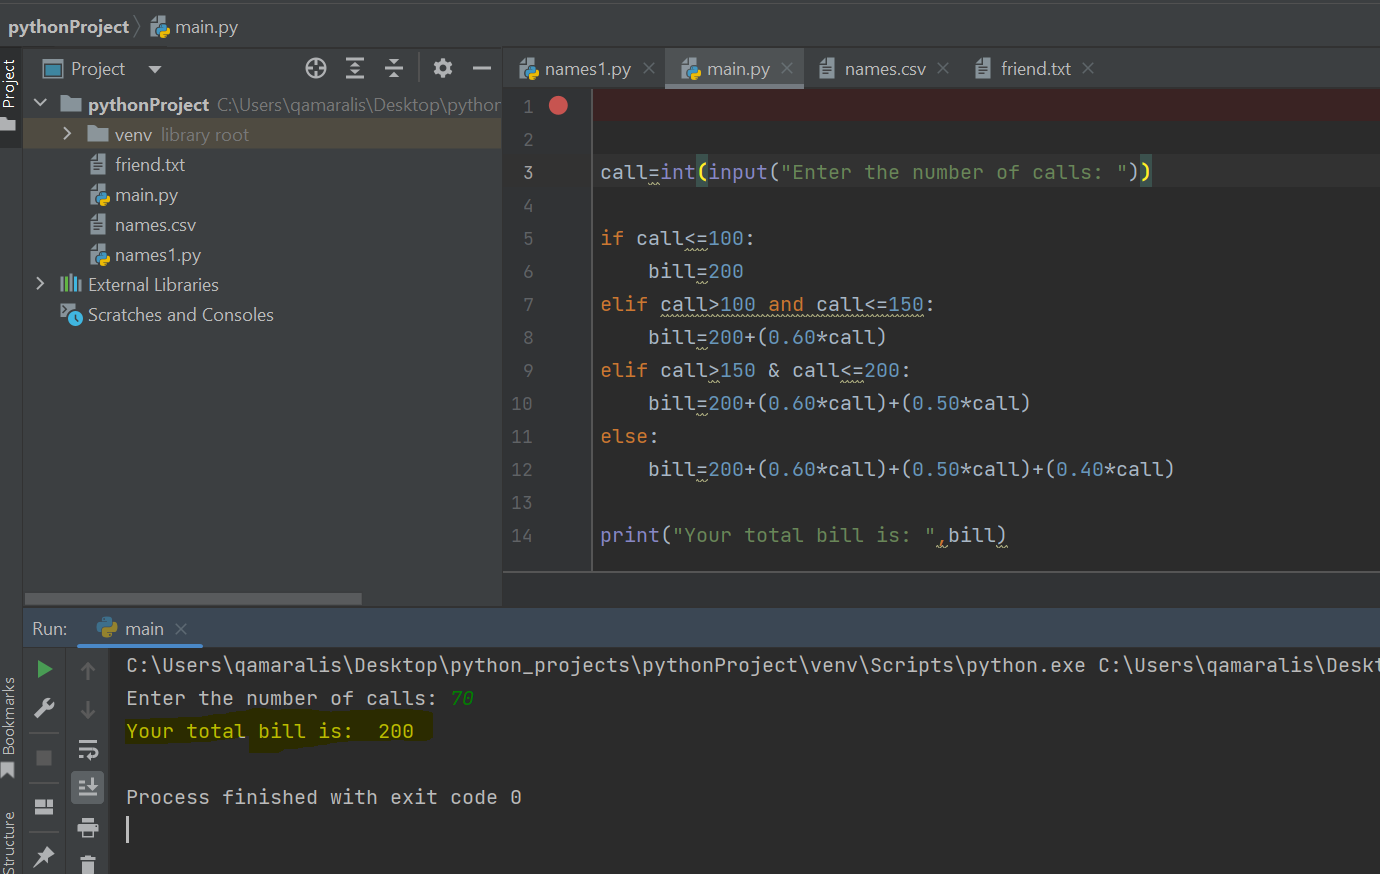 pythonProject main.py
Project
Project
names1.py
main.py
names.csv
friend.txt
pythonProject C:\Users\qamaralis\Desktop\python
venv library root
friend.txt
main.py
names.csv
names1.py
External Libraries
Scratches and Consoles
1
2
3 call=int(input("Enter the number of calls: "))
4
5 if call<=100:
6     bill=200
7 elif call>100 and call<=150:
8     bill=200+(0.60*call)
9 elif call>150 & call<=200:
10     bill=200+(0.60*call)+(0.50*call)
11 else:
12     bill=200+(0.60*call)+(0.50*call)+(0.40*call)
13
14 print("Your total bill is: ",bill)
Run: main
C:\Users\qamaralis\Desktop\python_projects\pythonProject\venv\Scripts\python.exe C:\Users\qamaralis\Deskt
Enter the number of calls: 70
Your total bill is:  200
Process finished with exit code 0
Bookmarks
Structure